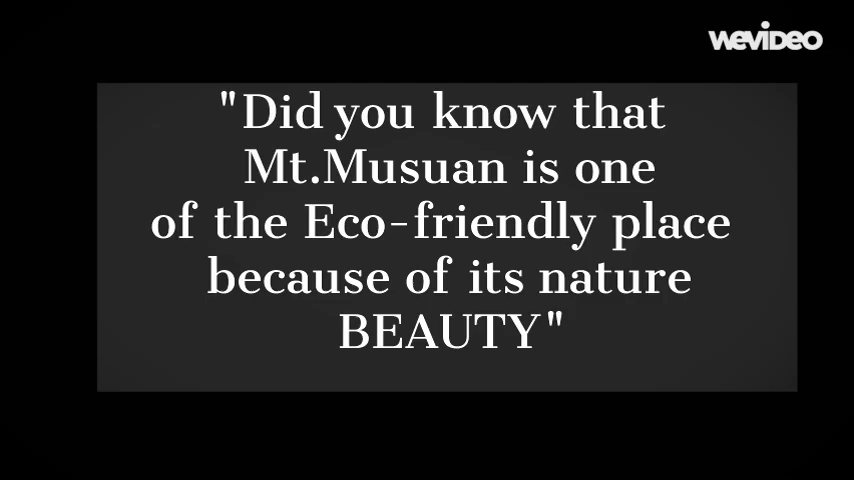 WeVIDEO
"Did you know that
Mt.Musuan is one
of the Eco-friendly place
because of its nature
BEAUTY"